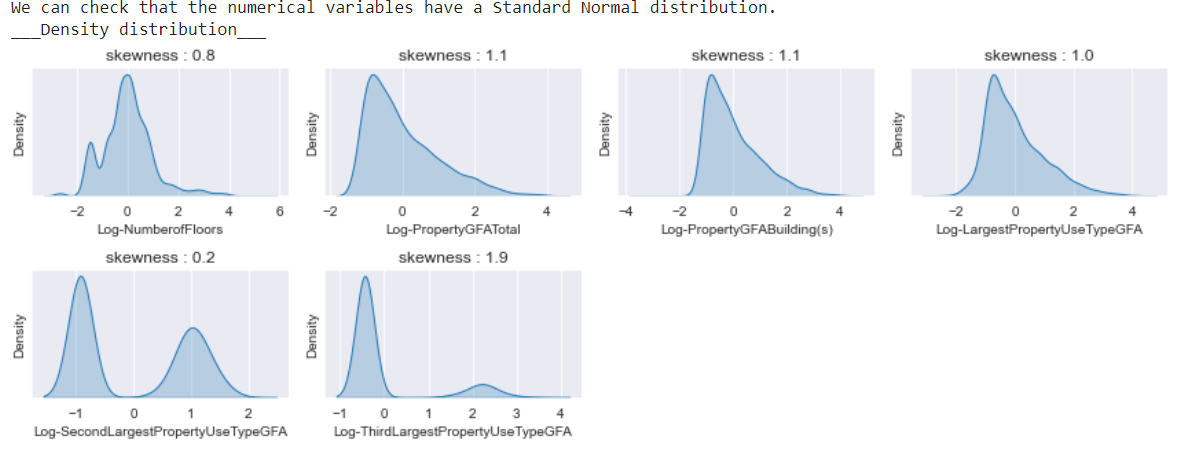 We can check that the numerical variables have a Standard Normal distribution.
___Density distribution___
skewness : 0.8
skewness : 1.1
skewness : 1.1
skewness : 1.0
Density
Density
Density
Density
−2 0 2 4 6
−2 0 2 4
−4 −2 0 2 4
−2 0 2 4
Log-NumberofFloors
Log-PropertyGFATotal
Log-PropertyGFABuilding(s)
Log-LargestPropertyUseTypeGFA
skewness : 0.2
skewness : 1.9
Density
Density
−1 0 1 2
−1 0 1 2 3 4
Log-SecondLargestPropertyUseTypeGFA
Log-ThirdLargestPropertyUseTypeGFA